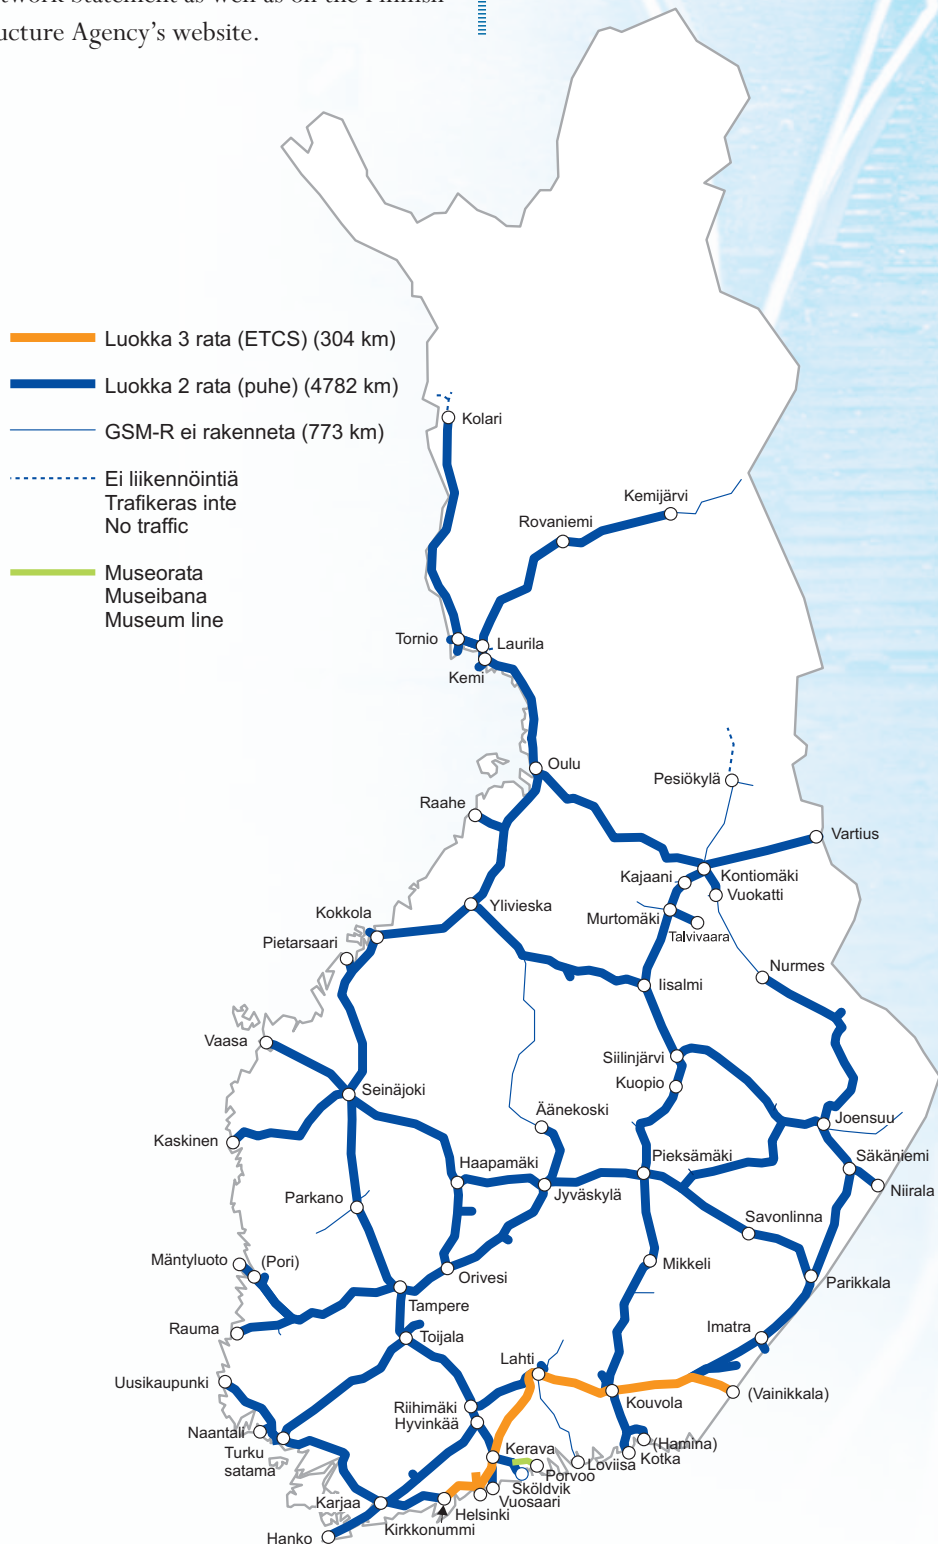 twork Statement as well as on the Finnish
ucture Agency's website.
Luokka 3 rata (ETCS) (304 km)
Luokka 2 rata (puhe) (4782 km)
GSM-R ei rakenneta (773 km)
Ei liikennöintiä
Trafikeras inte
No traffic
Museorata
Museibana
Museum line
Kolari
Kemijärvi
Rovaniemi
Tornio
Laurila
Kemi
Oulu
Pesiökylä
Raahe
Vartius
Kontiomäki
Kajaani
Vuokatti
Ylivieska
Murtomäki
Kokkola
Talvivaara
Pietarsaari
Nurmes
Iisalmi
Vaasa
Siilinjärvi
Kuopio
Seinäjoki
Äänekoski
Joensuu
Kaskinen
Haapamäki
Pieksämäki
Säkäniemi
Jyväskylä
Niirala
Parkano
Savonlinna
Mäntyluoto
(Pori)
Mikkeli
Orivesi
Parikkala
Tampere
Rauma
Imatra
Toijala
Lahti
Uusikaupunki
(Vainikkala)
Kouvola
Riihimäki
Hyvinkää
Naantali
Turku
satama
Kerava
(Hamina)
Kotka
Loviisa
Porvoo
Sköldvik
Vuosaari
Karjaa
Helsinki
Kirkkonummi
Hanko